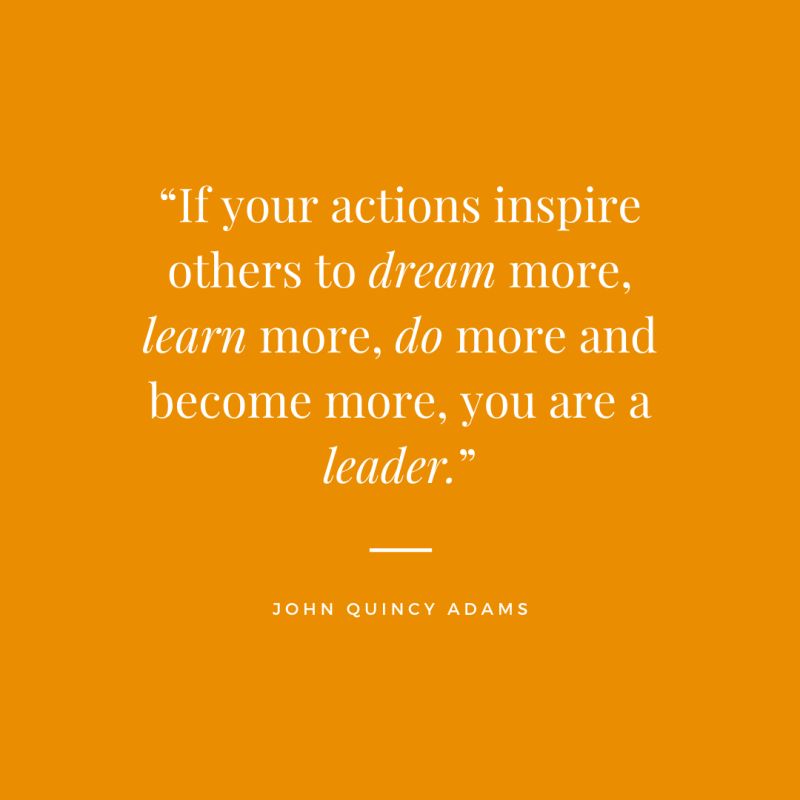 “If your actions inspire
others to dream more,
learn more, do more and
become more, you are a
leader.”
JOHN QUINCY ADAMS